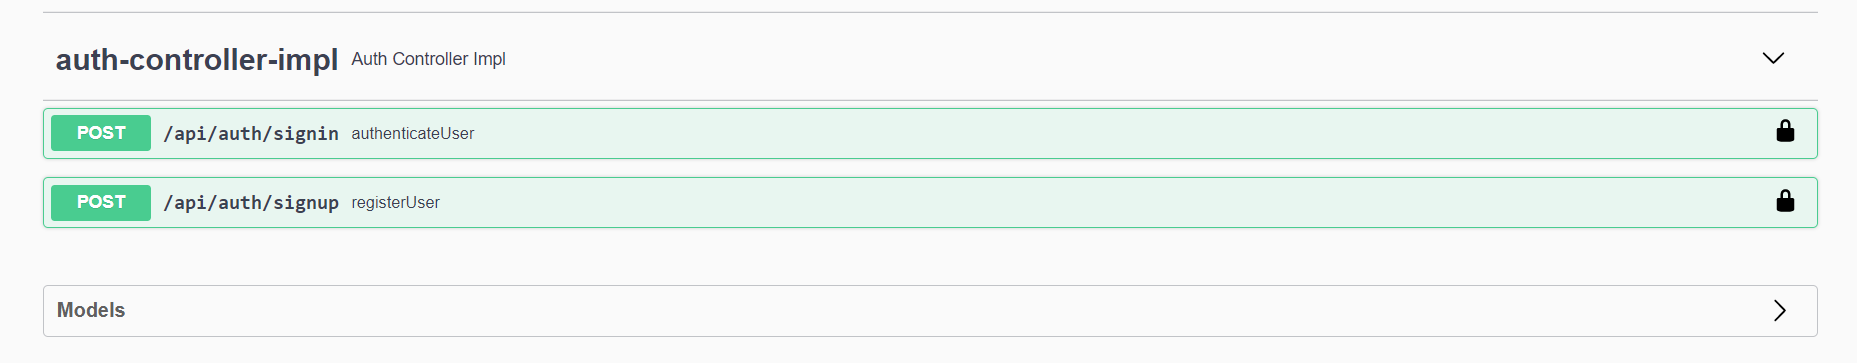 auth-controller-impl Auth Controller Impl
POST /api/auth/signin authenticateUser
POST /api/auth/signup registerUser
Models